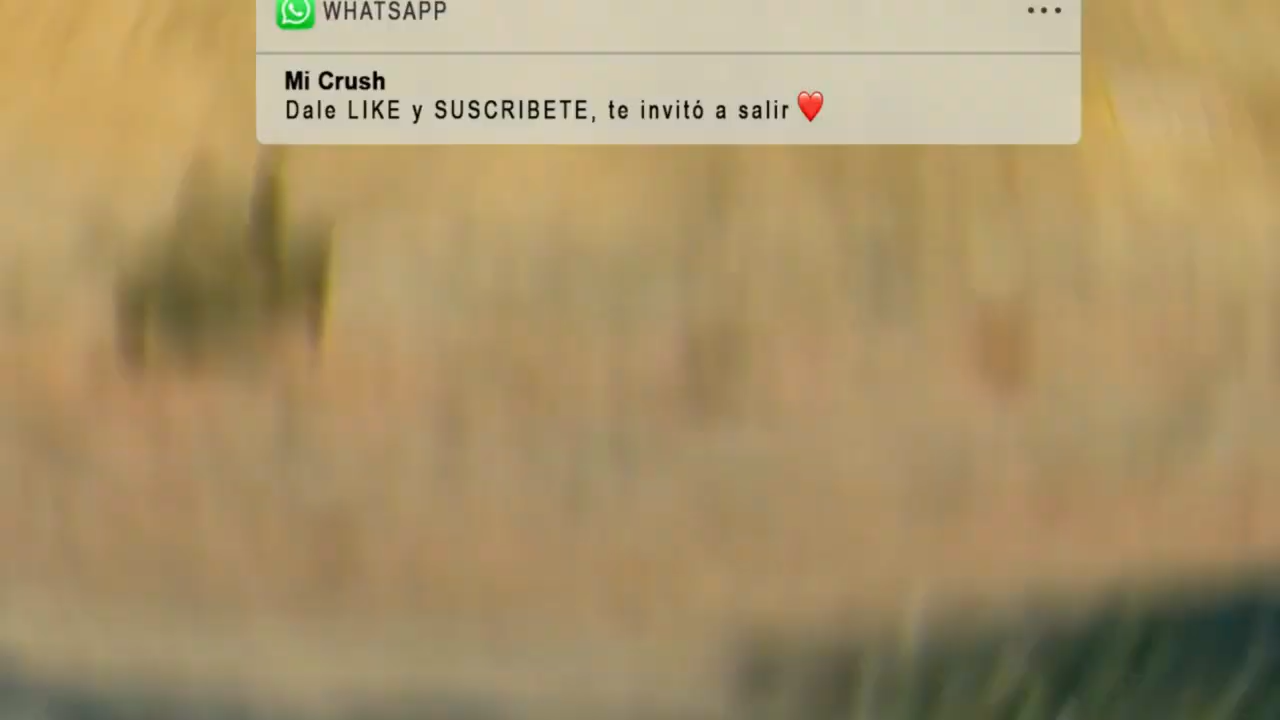 WHATSAPP
Mi Crush
Dale LIKE y SUSCRIBETE, te invitó a salir ❤️